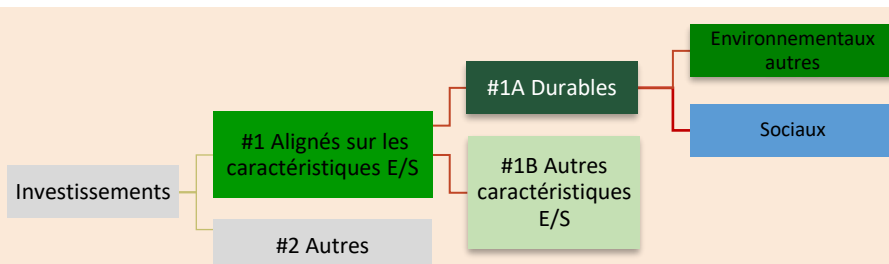 Investissements
#1 Alignés sur les
caractéristiques E/S
#2 Autres
#1A Durables
#1B Autres
caractéristiques
E/S
Environnementaux
autres
Sociaux